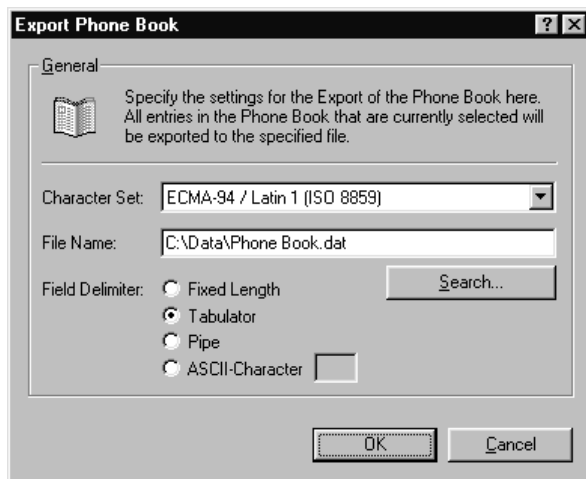 Export Phone Book
General
Specify the settings for the Export of the Phone Book here.
All entries in the Phone Book that are currently selected will
be exported to the specified file.
Character Set: ECMA-94 / Latin 1 (ISO 8859)
File Name: C:\Data\Phone Book.dat
Search...
Field Delimiter: Fixed Length
Tabulator
Pipe
ASCII-Character
OK Cancel